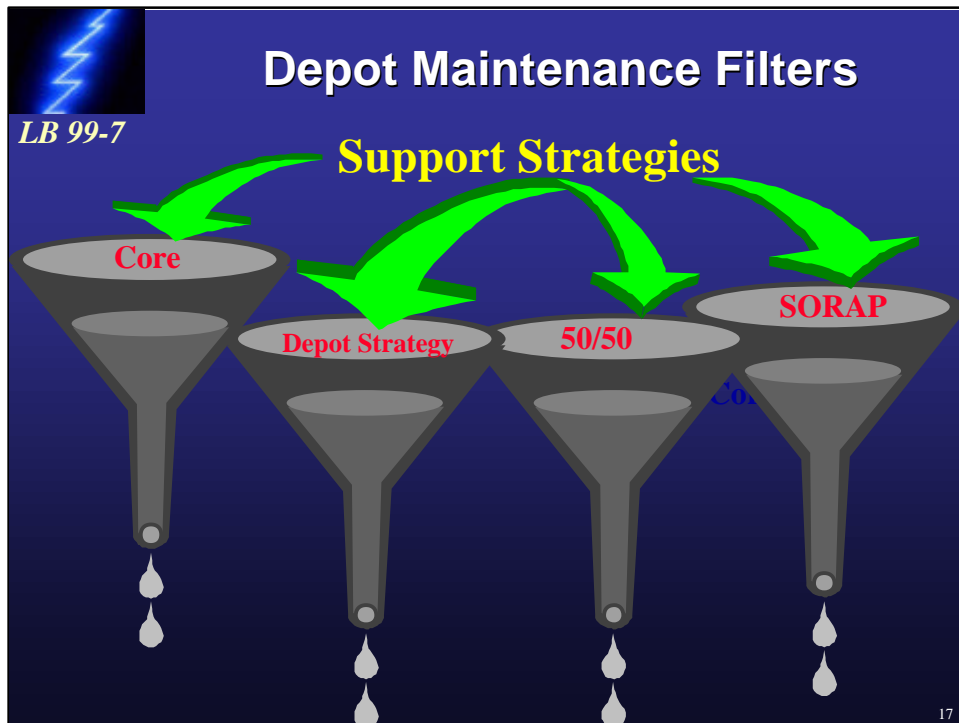 Depot Maintenance Filters
LB 99-7
Support Strategies
Core
Depot Strategy
50/50
SORAP
17